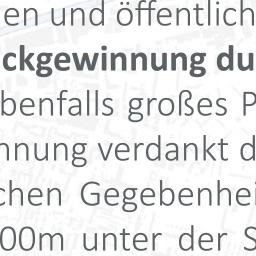 en und öffentlich
ckgewinnung du
benfalls großes P
nnung verdankt d
chen Gegebenhei
00m unter der S